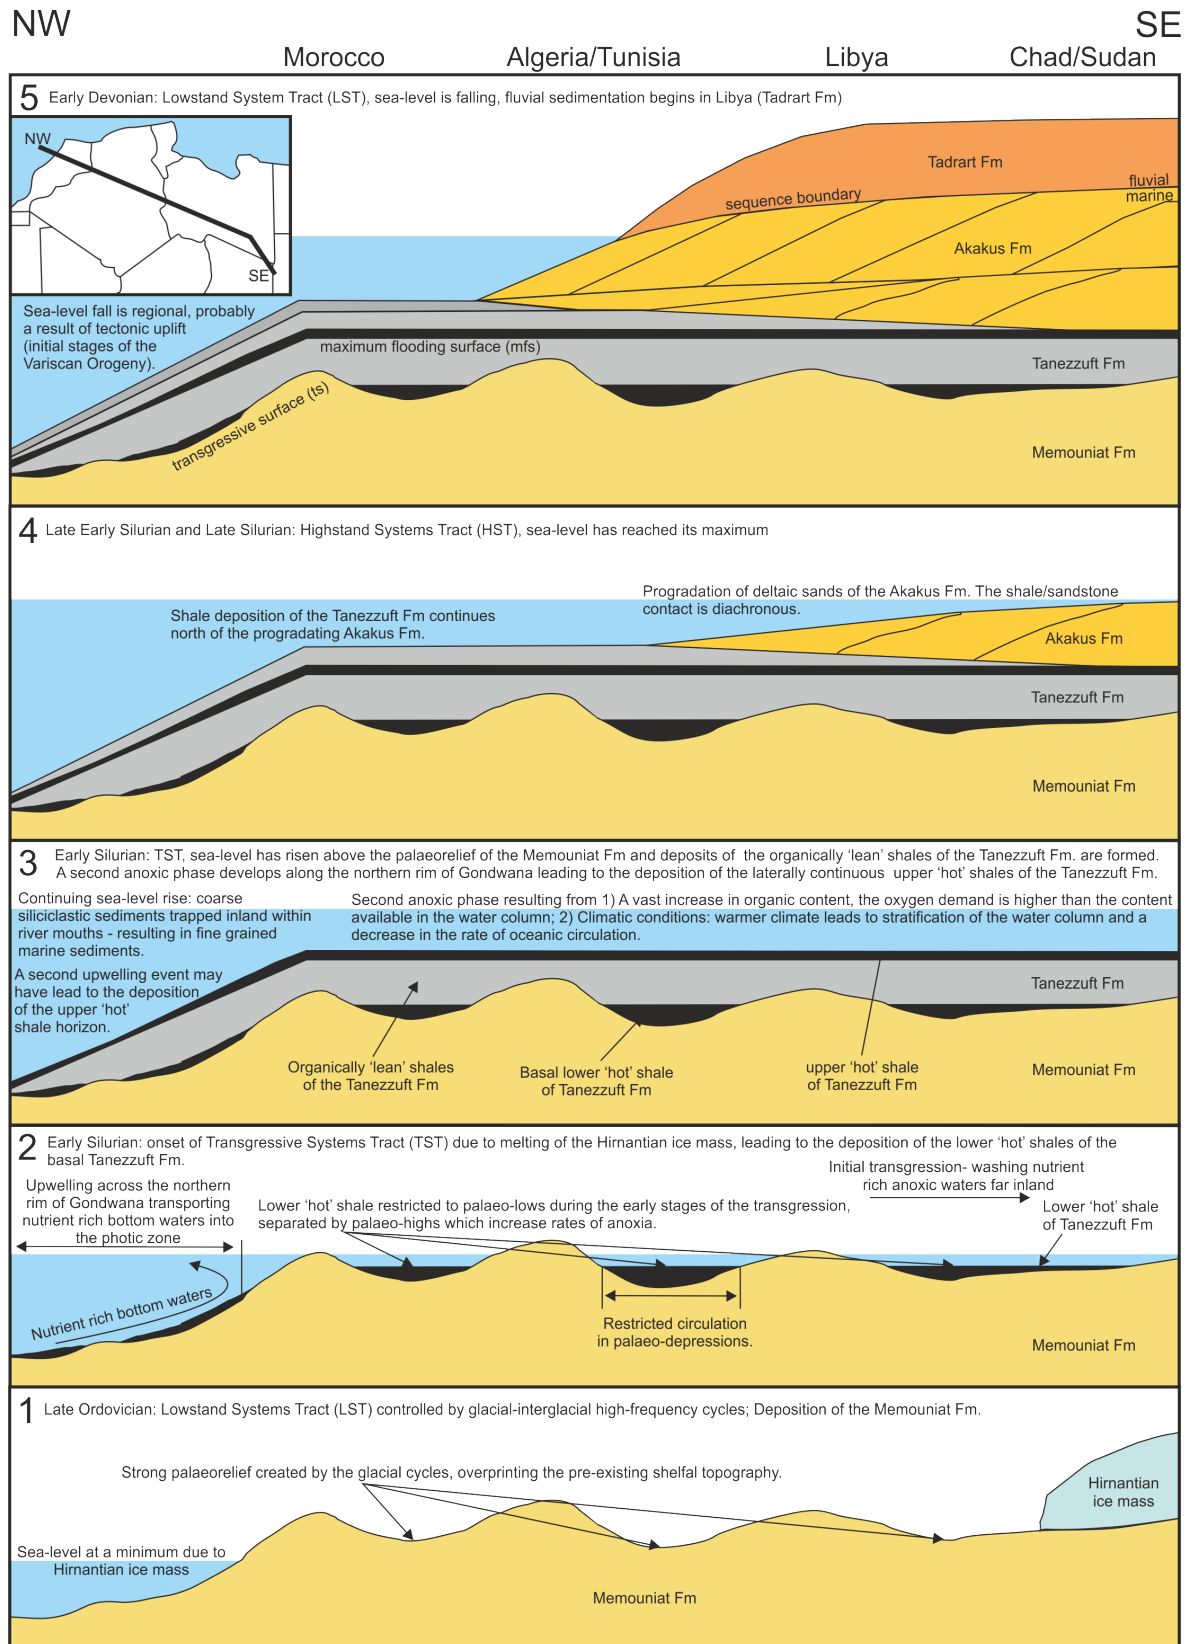 NW
SE
Morocco
Algeria/Tunisia
Libya
Chad/Sudan
5 Early Devonian: Lowstand System Tract (LST), sea-level is falling, fluvial sedimentation begins in Libya (Tadrart Fm)
NW
SE
Tadrart Fm
sequence boundary
fluvial
marine
Akakus Fm
Sea-level fall is regional, probably
a result of tectonic uplift
(initial stages of the
Variscan Orogeny).
maximum flooding surface (mfs)
Tanezzuft Fm
transgressive surface (ts)
Memouniat Fm
4 Late Early Silurian and Late Silurian: Highstand Systems Tract (HST), sea-level has reached its maximum
Progradation of deltaic sands of the Akakus Fm. The shale/sandstone
contact is diachronous.
Shale deposition of the Tanezzuft Fm continues
north of the progradating Akakus Fm.
Akakus Fm
Tanezzuft Fm
Memouniat Fm
3 Early Silurian: TST, sea-level has risen above the palaeorelief of the Memouniat Fm and deposits of the organically ‘lean’ shales of the Tanezzuft Fm. are formed.
A second anoxic phase develops along the northern rim of Gondwana leading to the deposition of the laterally continuous upper ‘hot’ shales of the Tanezzuft Fm.
Continuing sea-level rise: coarse
siliciclastic sediments trapped inland within
river mouths - resulting in fine grained
marine sediments.
Second anoxic phase resulting from 1) A vast increase in organic content, the oxygen demand is higher than the content
available in the water column; 2) Climatic conditions: warmer climate leads to stratification of the water column and a
decrease in the rate of oceanic circulation.
A second upwelling event may
have lead to the deposition
of the upper ‘hot’
shale horizon.
Tanezzuft Fm
Organically ‘lean’ shales
of the Tanezzuft Fm
Basal lower ‘hot’ shale
of Tanezzuft Fm
upper ‘hot’ shale
of Tanezzuft Fm
Memouniat Fm
2 Early Silurian: onset of Transgressive Systems Tract (TST) due to melting of the Hirnantian ice mass, leading to the deposition of the lower ‘hot’ shales of the
basal Tanezzuft Fm.
Upwelling across the northern
rim of Gondwana transporting
nutrient rich bottom waters into
the photic zone
Lower ‘hot’ shale restricted to palaeo-lows during the early stages of the transgression,
separated by palaeo-highs which increase rates of anoxia.
Initial transgression- washing nutrient
rich anoxic waters far inland
Lower ‘hot’ shale
of Tanezzuft Fm
Nutrient rich bottom waters
Restricted circulation
in palaeo-depressions.
Memouniat Fm
1 Late Ordovician: Lowstand Systems Tract (LST) controlled by glacial-interglacial high-frequency cycles; Deposition of the Memouniat Fm.
Strong palaeorelief created by the glacial cycles, overprinting the pre-existing shelfal topography.
Hirnantian
ice mass
Sea-level at a minimum due to
Hirnantian ice mass
Memouniat Fm